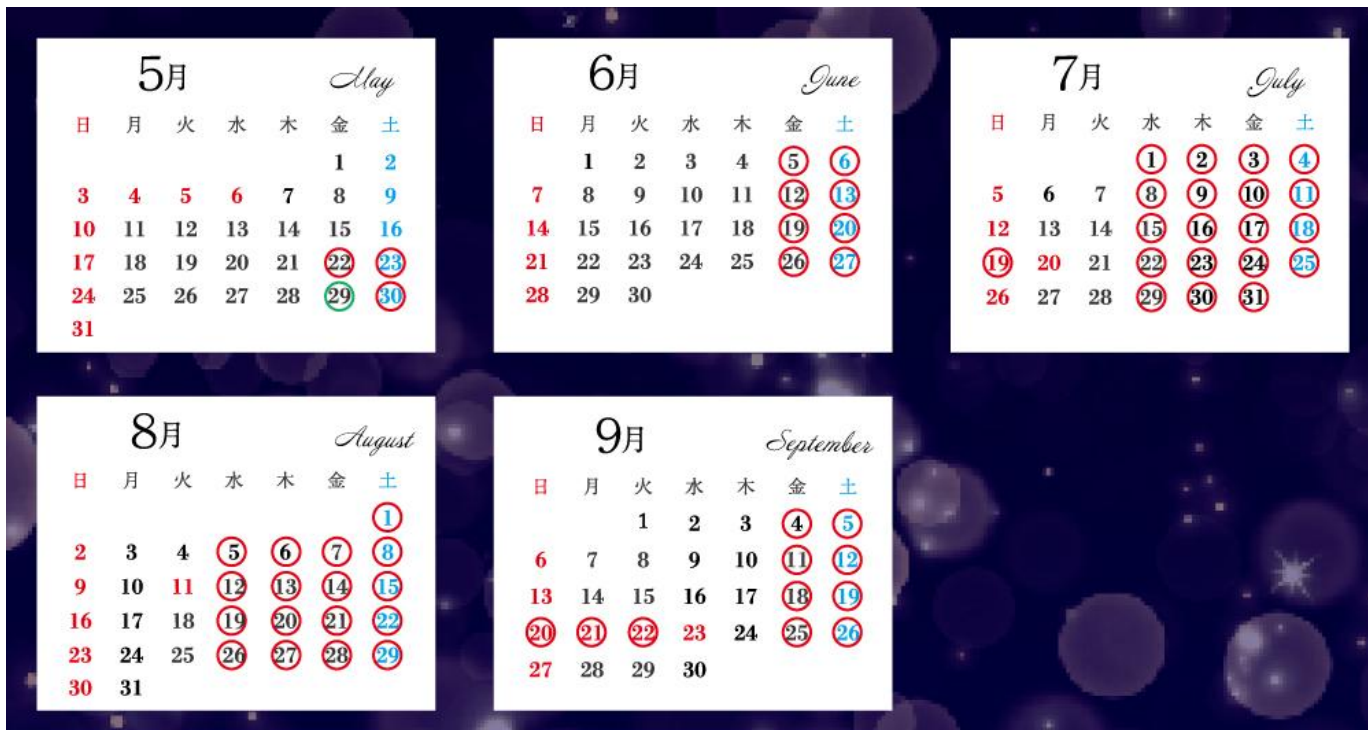 5月 May
日 月 火 水 木 金 土
1 2
3 4 5 6 7 8 9
10 11 12 13 14 15 16
17 18 19 20 21 22 23
24 25 26 27 28 29 30
31
6月 June
日 月 火 水 木 金 土
1 2 3 4 5 6
7 8 9 10 11 12 13
14 15 16 17 18 19 20
21 22 23 24 25 26 27
28 29 30
7月 July
日 月 火 水 木 金 土
1 2 3 4
5 6 7 8 9 10 11
12 13 14 15 16 17 18
19 20 21 22 23 24 25
26 27 28 29 30 31
8月 August
日 月 火 水 木 金 土
1
2 3 4 5 6 7 8
9 10 11 12 13 14 15
16 17 18 19 20 21 22
23 24 25 26 27 28 29
30 31
9月 September
日 月 火 水 木 金 土
1 2 3 4 5
6 7 8 9 10 11 12
13 14 15 16 17 18 19
20 21 22 23 24 25 26
27 28 29 30